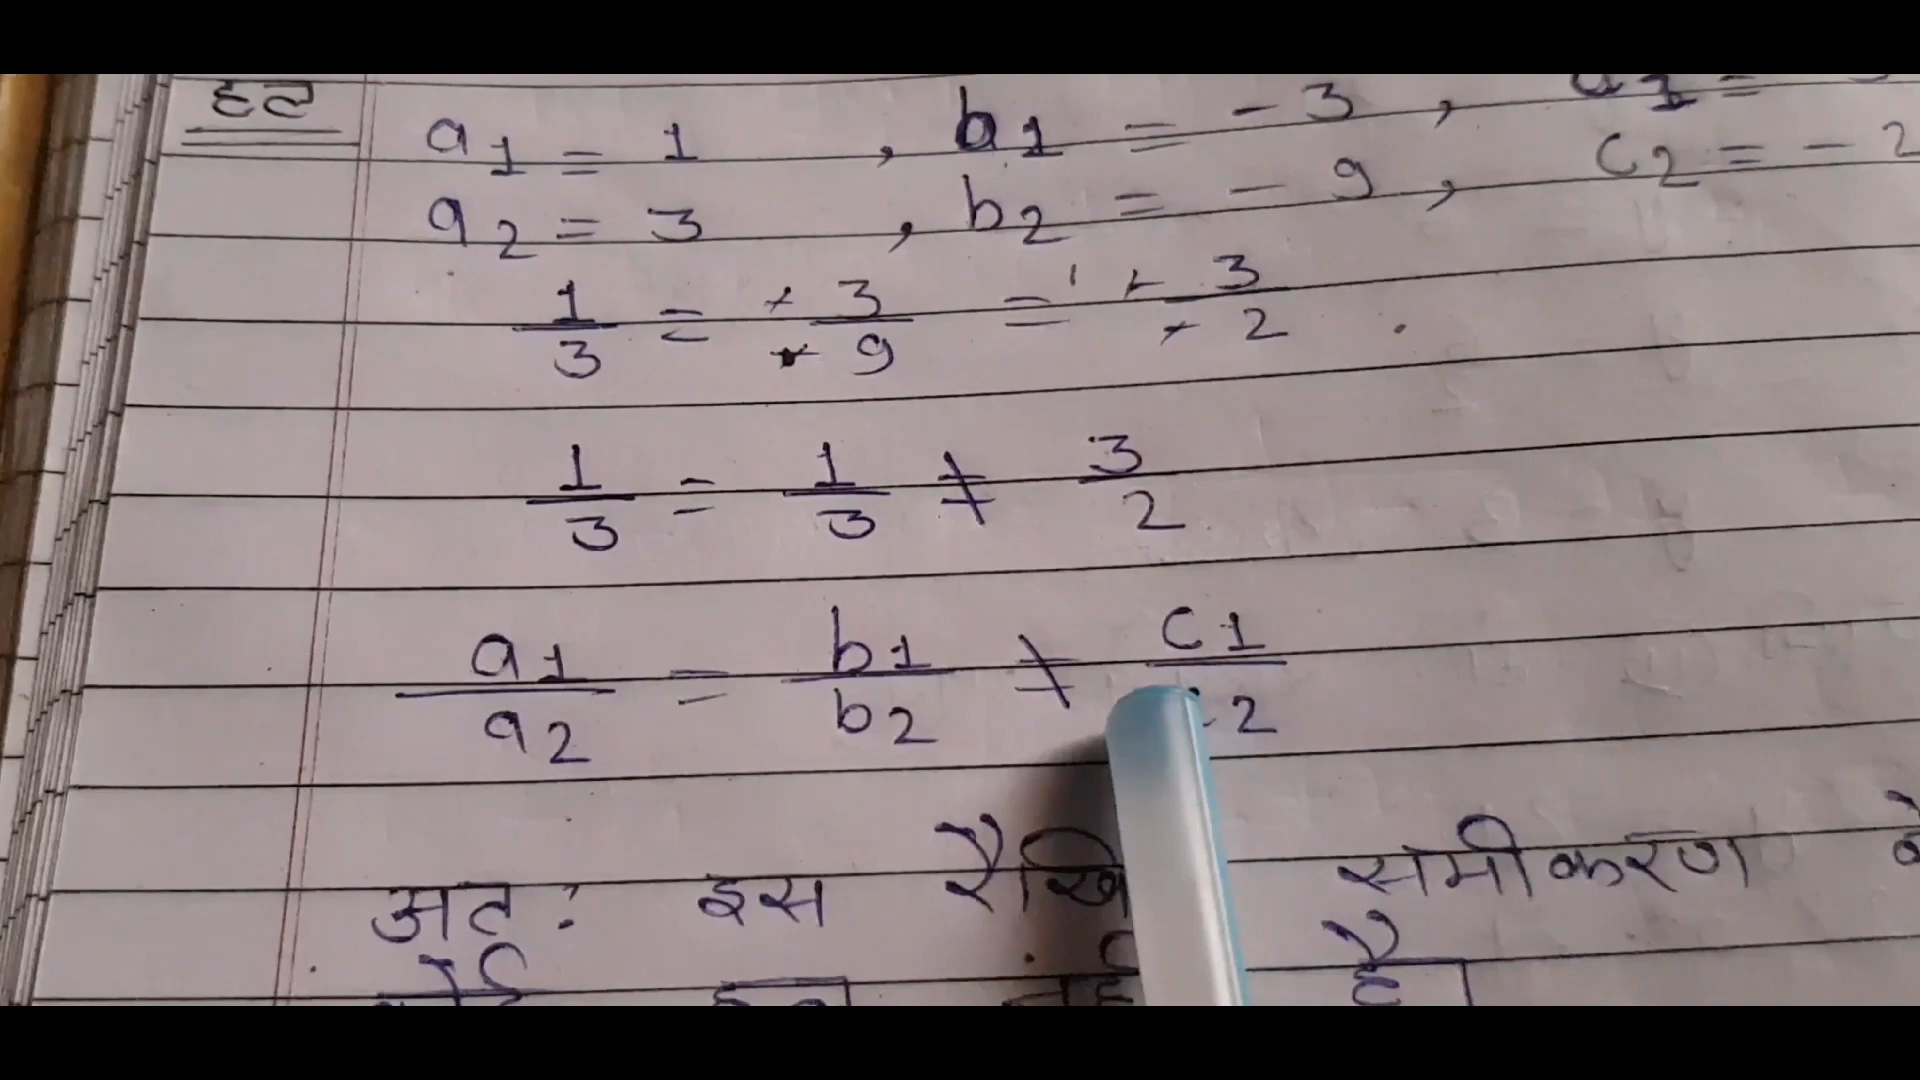 हल
a1 = 1 , b1 = - 3 ,
a2 = 3 , b2 = - 9 , c2 = - 2
1/3 = - 3/- 9 = - 3/- 2
1/3 = 1/3 ≠ 3/2
a1/a2 = b1/b2 ≠ c1/c2
अत: इस समीकरण
है।